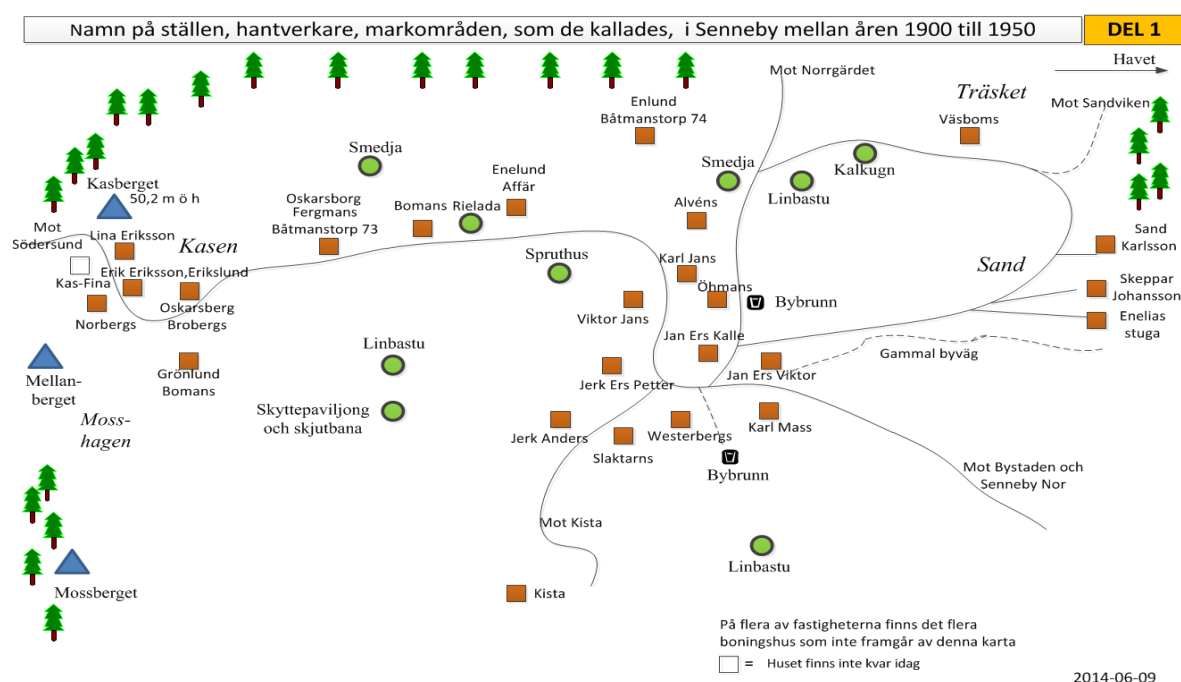 Namn på ställen, hantverkare, markområden, som de kallades, i Senneby mellan åren 1900 till 1950
DEL 1
Havet
Mot Norrgärdet
Träsket
Mot Sandviken
Enlund
Båtmanstorp 74
Väsboms
Smedja
Smedja
Kalkugn
Linbastu
Kasberget
50,2 m ö h
Enelund
Affär
Oskarsborg
Fergmans
Båtmanstorp 73
Bomans
Rielada
Alvéns
Mot
Södersund
Lina Eriksson
Kasen
Sand
Karlsson
Spruthus
Karl Jans
Sand
Erik Eriksson,Erikslund
Kas-Fina
Öhmans
Skeppar
Johansson
Bybrunn
Norbergs
Oskarsberg
Brobergs
Viktor Jans
Enelias
stuga
Jan Ers Kalle
Linbastu
Gammal byväg
Mellan-
berget
Grönlund
Bomans
Jerk Ers Petter
Jan Ers Viktor
Moss-
hagen
Skyttepaviljong
och skjutbana
Jerk Anders
Slaktarns
Westerbergs
Karl Mass
Bybrunn
Mot Bystaden och
Senneby Nor
Mot Kista
Linbastu
Mossberget
Kista
På flera av fastigheterna finns det flera
boningshus som inte framgår av denna karta
= Huset finns inte kvar idag
2014-06-09